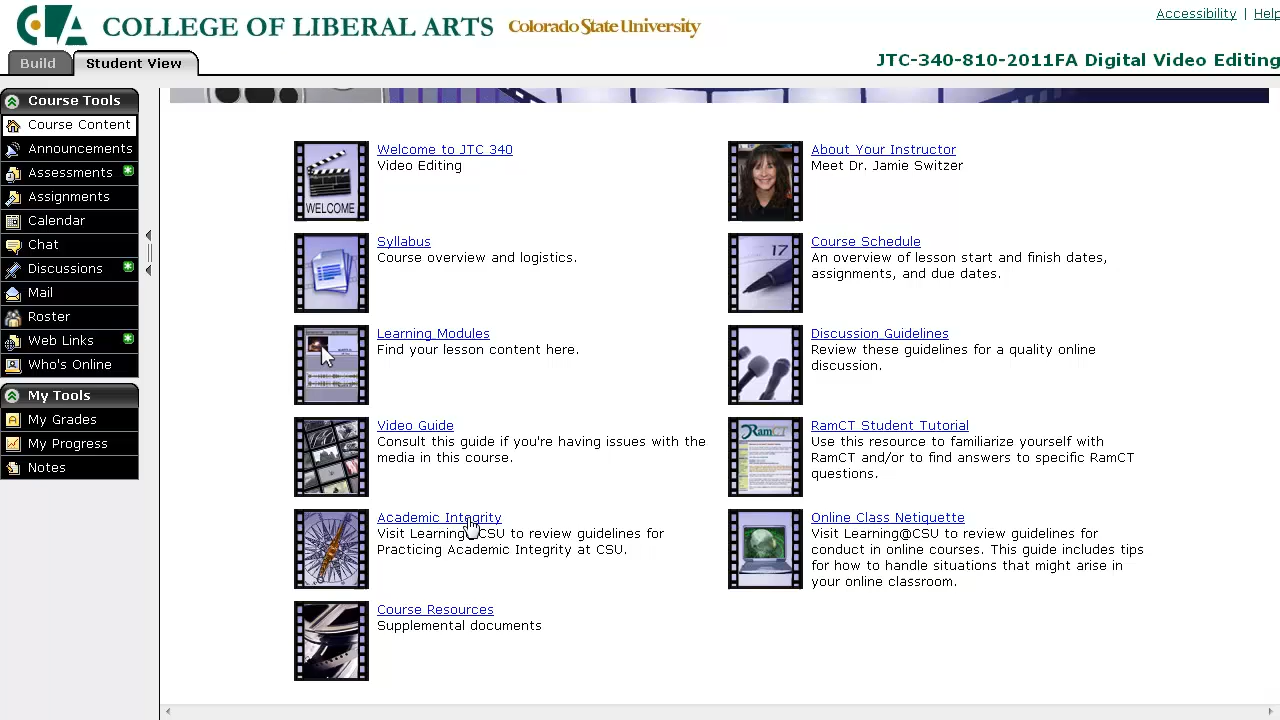 CLA COLLEGE OF LIBERAL ARTS Colorado State University
Accessibility | Help
Build
Student View
JTC-340-810-2011FA Digital Video Editing
Course Tools
Course Content
Announcements
Assessments
Assignments
Calendar
Chat
Discussions
Mail
Roster
Web Links
Who's Online
My Tools
My Grades
My Progress
Notes
WELCOME
Welcome to JTC 340
Video Editing
About Your Instructor
Meet Dr. Jamie Switzer
Syllabus
Course overview and logistics.
17
Course Schedule
An overview of lesson start and finish dates,
assignments, and due dates.
Learning Modules
Find your lesson content here.
Discussion Guidelines
Review these guidelines for a quality online
discussion.
Video Guide
Consult this guide if you're having issues with the
media in this course.
RamCT
RamCT Student Tutorial
Use this resource to familiarize yourself with
RamCT and/or to find answers to specific RamCT
questions.
Academic Integrity
Visit Learning@CSU to review guidelines for
Practicing Academic Integrity at CSU.
Online Class Netiquette
Visit Learning@CSU to review guidelines for
conduct in online courses. This guide includes tips
for how to handle situations that might arise in
your online classroom.
Course Resources
Supplemental documents